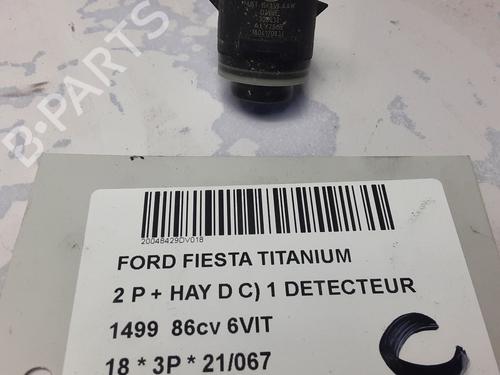 B-PARTS
20048429DV018
FORD FIESTA TITANIUM
2 P + HAY D C) 1 DETECTEUR
1499 86cv 6VIT
18 * 3P * 21/067